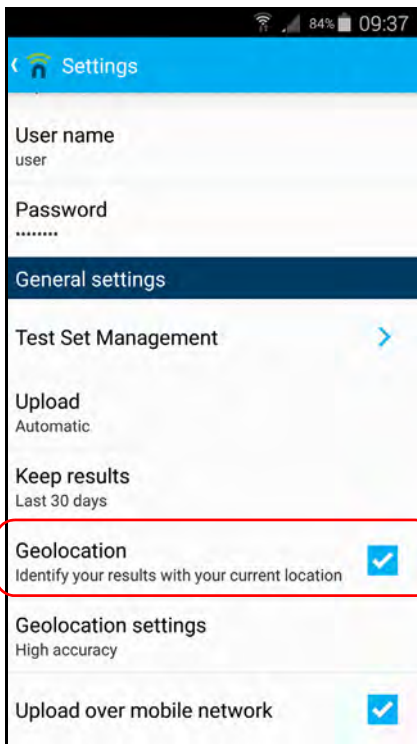 84% 09:37
Settings
User name
user
Password
••••••••
General settings
Test Set Management
Upload
Automatic
Keep results
Last 30 days
Geolocation
Identify your results with your current location
Geolocation settings
High accuracy
Upload over mobile network